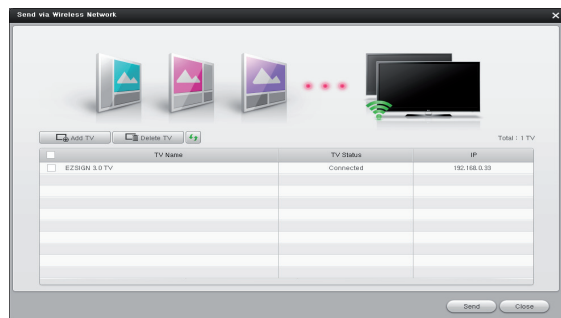 Send via Wireless Network
Add TV Delete TV Total : 1 TV
TV Name TV Status IP
EZSIGN 3.0 TV Connected 192.168.0.33
Send Close